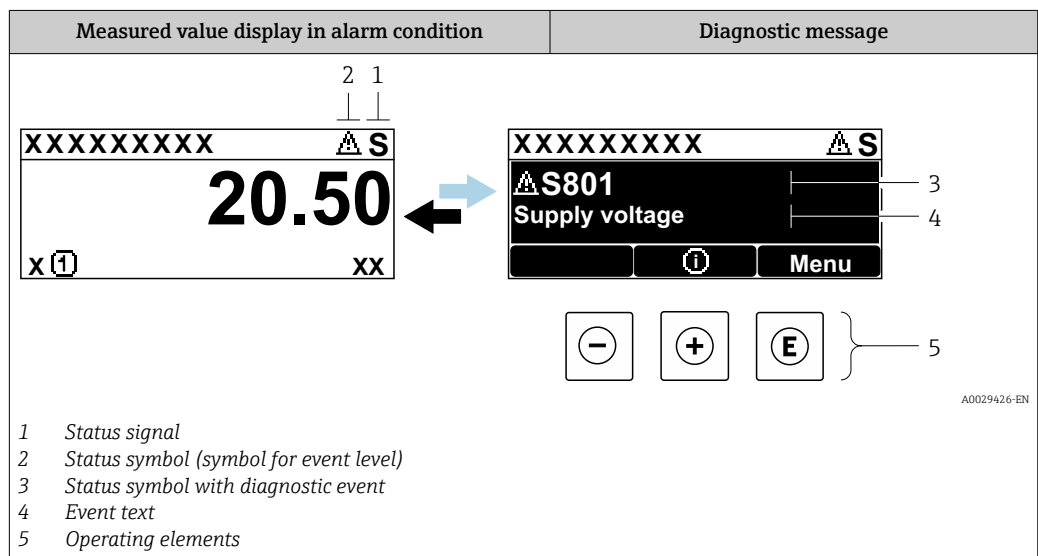 Measured value display in alarm condition
Diagnostic message
2 1
XXXXXXXXX S
20.50
X 1 XX
XXXXXXXXX S
S801 3
Supply voltage 4
i Menu
− + E 5
A0029426-EN
1 Status signal
2 Status symbol (symbol for event level)
3 Status symbol with diagnostic event
4 Event text
5 Operating elements